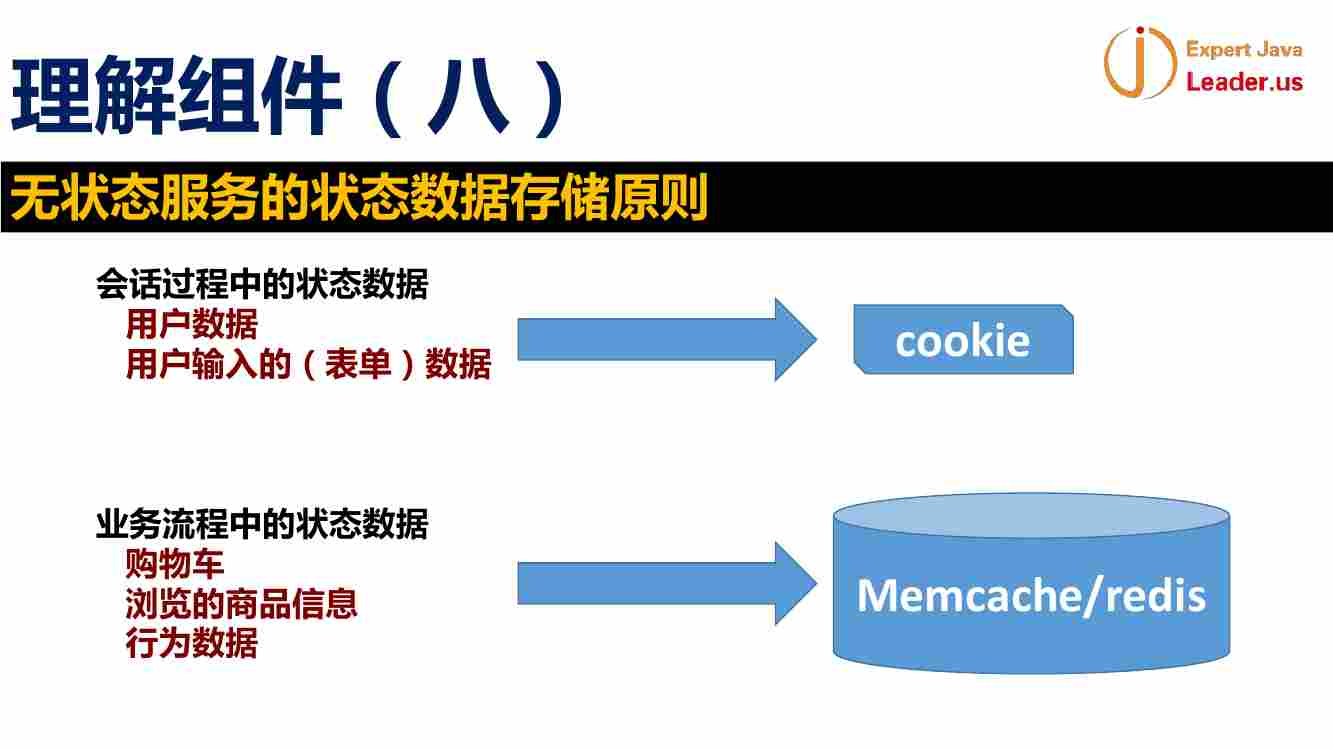 理解组件（八）
Expert Java
Leader.us
无状态服务的状态数据存储原则
会话过程中的状态数据
用户数据
用户输入的（表单）数据
cookie
业务流程中的状态数据
购物车
浏览的商品信息
行为数据
Memcache/redis